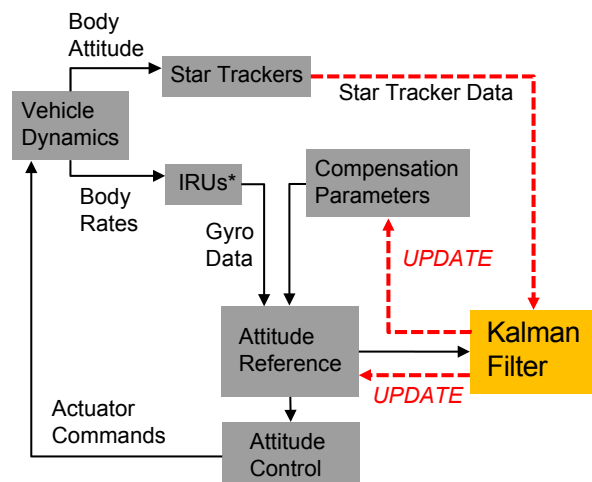 Body
Attitude
Star Trackers
Star Tracker Data
Vehicle
Dynamics
IRUs*
Compensation
Parameters
Body
Rates
Gyro
Data
UPDATE
Attitude
Reference
Kalman
Filter
UPDATE
Actuator
Commands
Attitude
Control